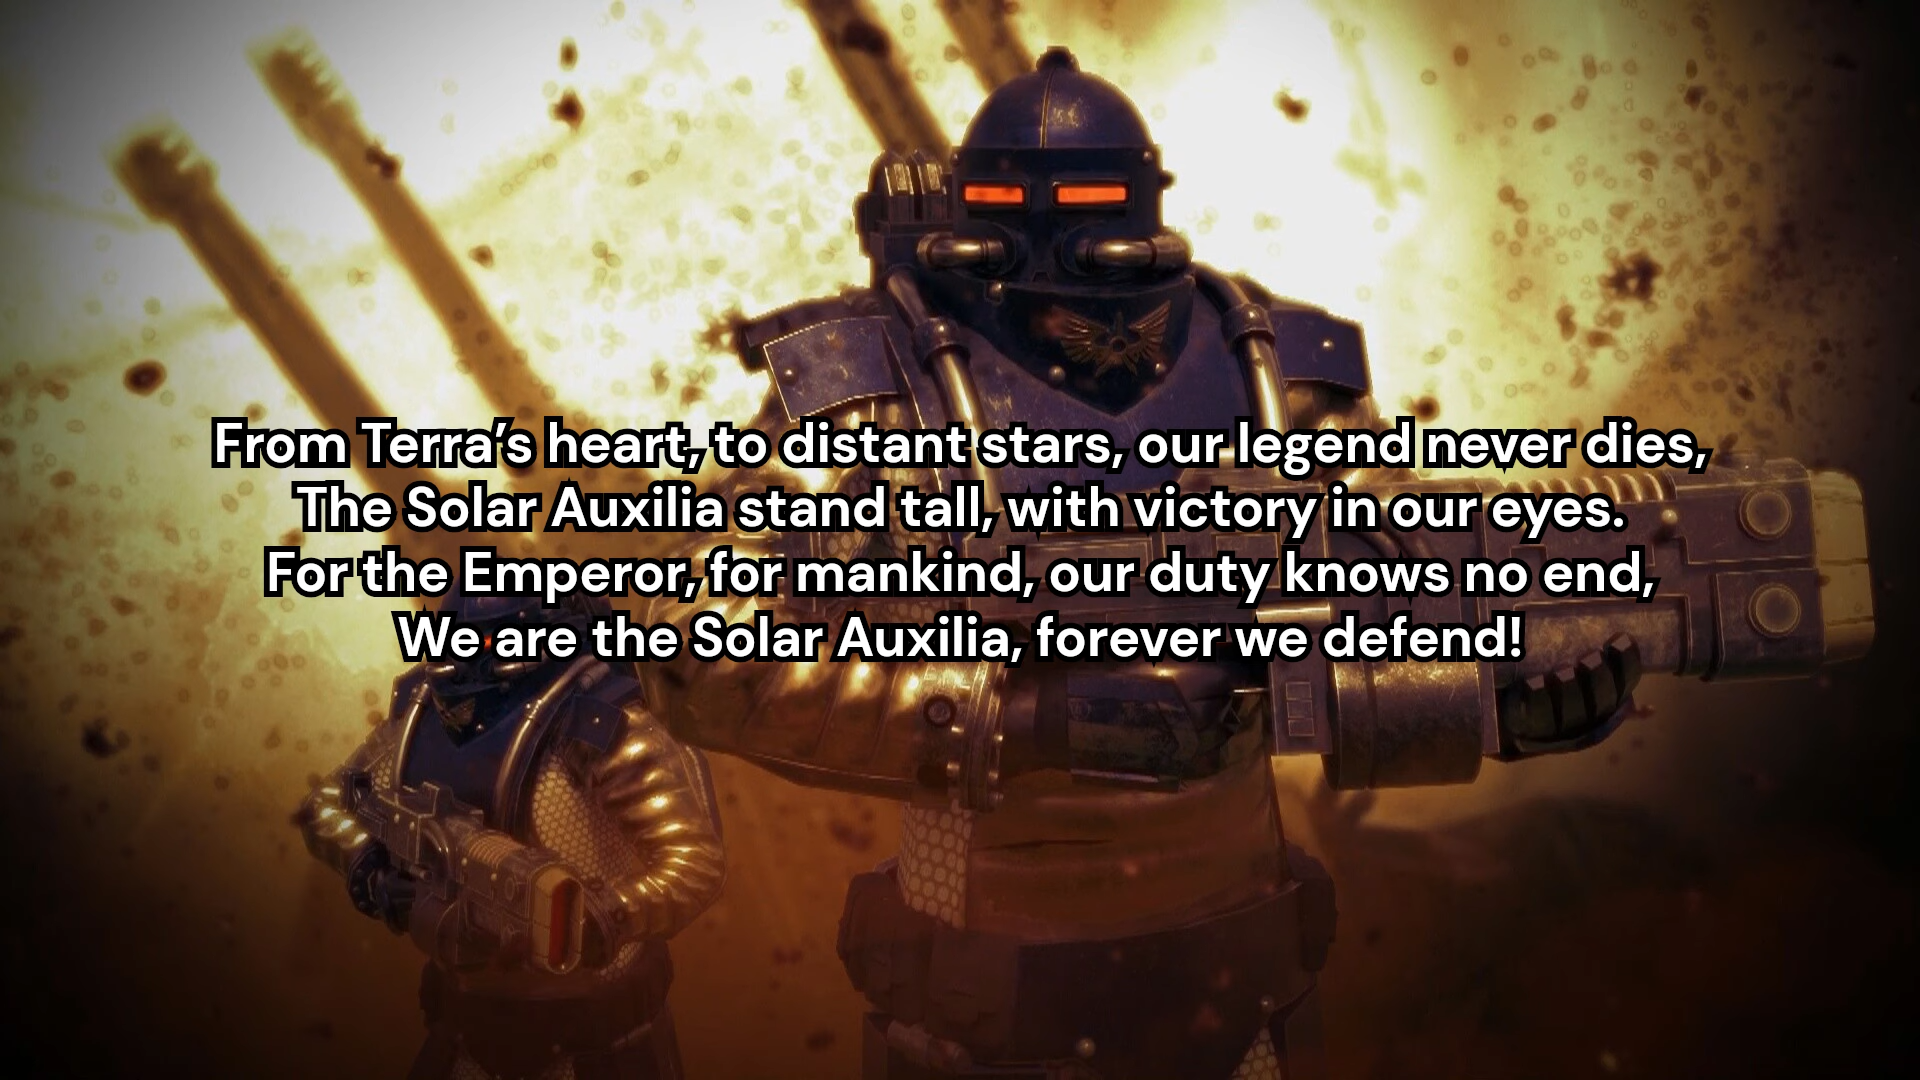 From Terra’s heart, to distant stars, our legend never dies,
The Solar Auxilia stand tall, with victory in our eyes.
For the Emperor, for mankind, our duty knows no end,
We are the Solar Auxilia, forever we defend!